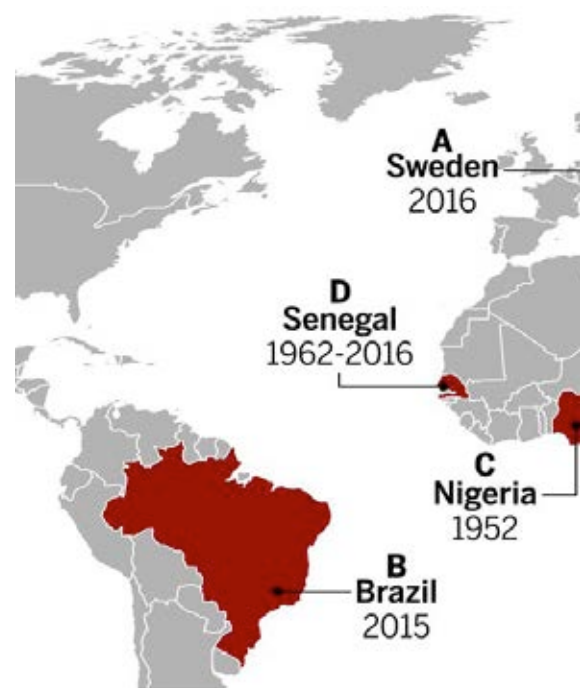 A
Sweden
2016
D
Senegal
1962-2016
C
Nigeria
1952
B
Brazil
2015